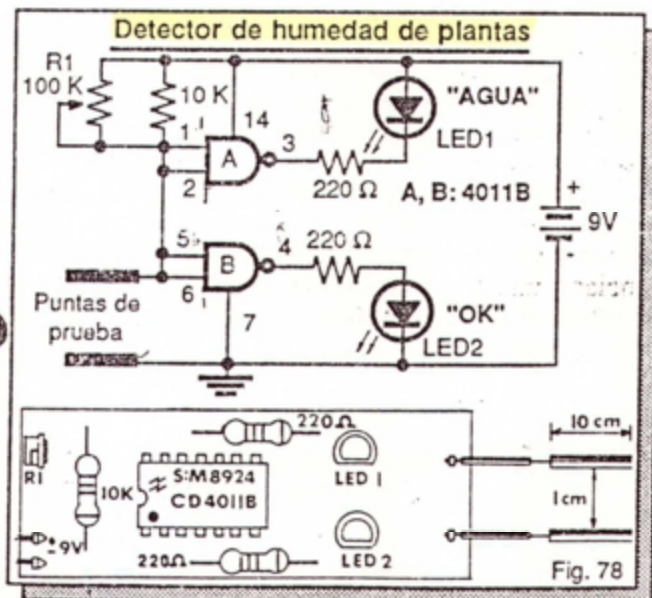 Detector de humedad de plantas
R1
100 K
10 K
14
"AGUA"
LED1
1
A
3
2
220 Ω
A, B: 4011B
+
9V
-
5
B
4
220 Ω
6
"OK"
LED2
Puntas de
prueba
7
220Ω
10 cm
R1
10K
S:M8924
CD4011B
LED 1
1cm
± 9V
220Ω
LED 2
Fig. 78